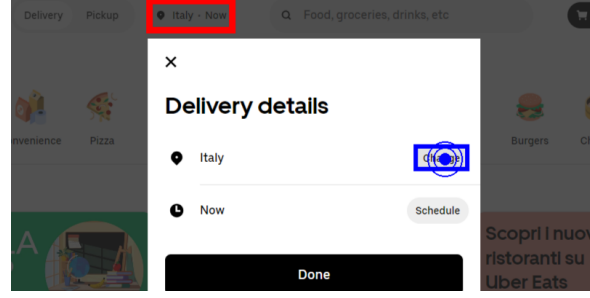 Delivery Pickup Italy · Now Food, groceries, drinks, etc
Delivery details
nvenience Pizza Burgers
Italy Change
Now Schedule
Scopri i nuov
ristoranti su
Uber Eats
Done